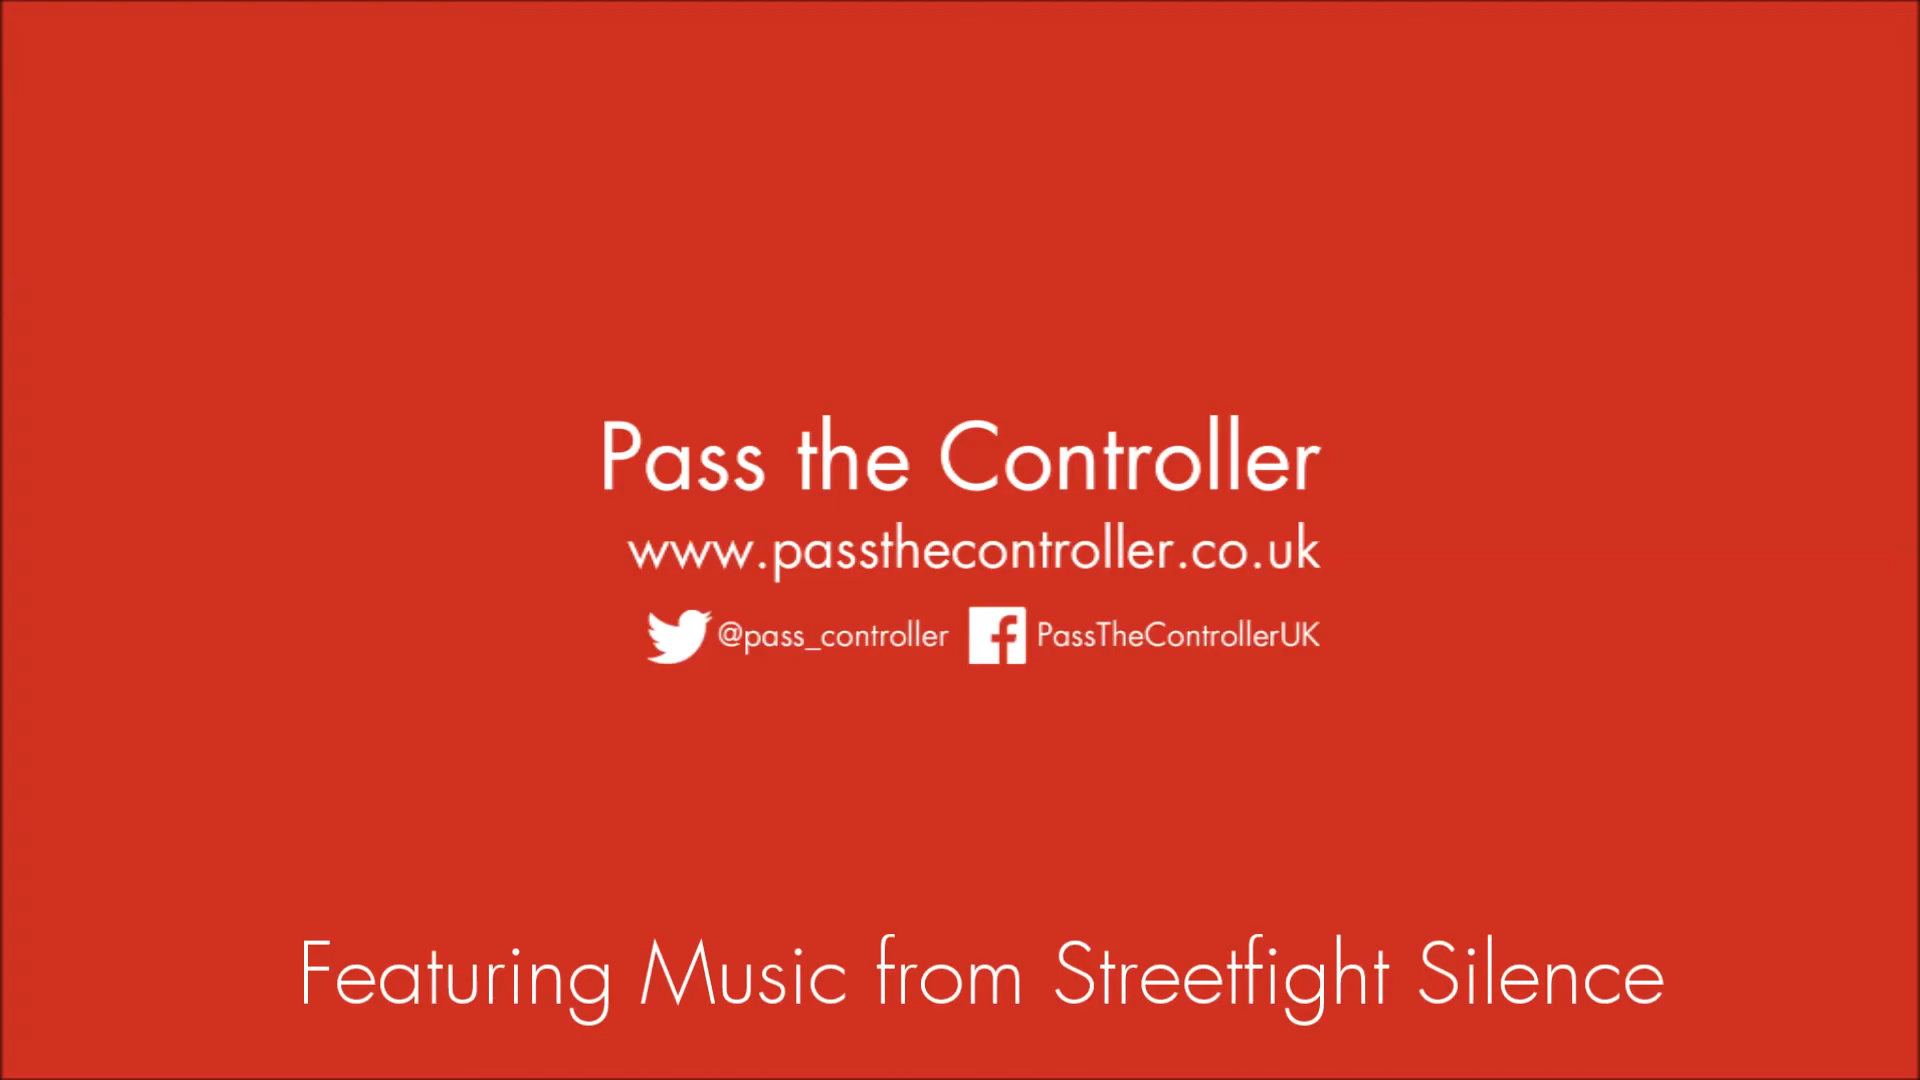 Pass the Controller
www.passthecontroller.co.uk
@pass_controller PassTheControllerUK
Featuring Music from Streetfight Silence